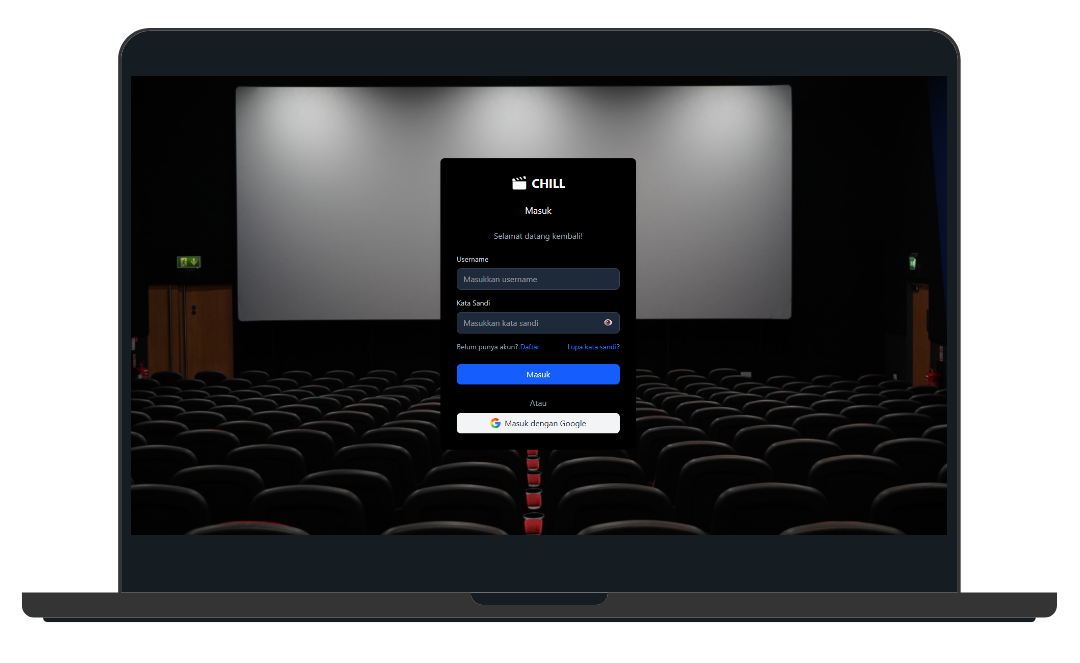 CHILL
Masuk
Selamat datang kembali!
Username
Masukkan username
Kata Sandi
Masukkan kata sandi
Belum punya akun? Daftar Lupa kata sandi?
Masuk
Atau
Masuk dengan Google